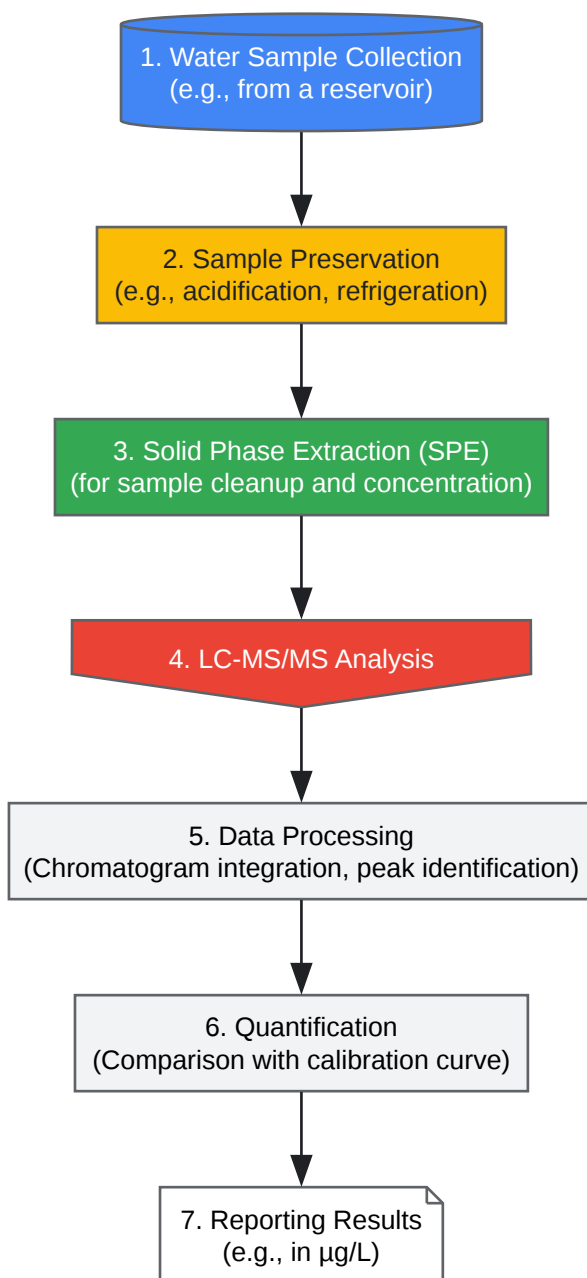 1. Water Sample Collection
(e.g., from a reservoir)
2. Sample Preservation
(e.g., acidification, refrigeration)
3. Solid Phase Extraction (SPE)
(for sample cleanup and concentration)
4. LC-MS/MS Analysis
5. Data Processing
(Chromatogram integration, peak identification)
6. Quantification
(Comparison with calibration curve)
7. Reporting Results
(e.g., in µg/L)